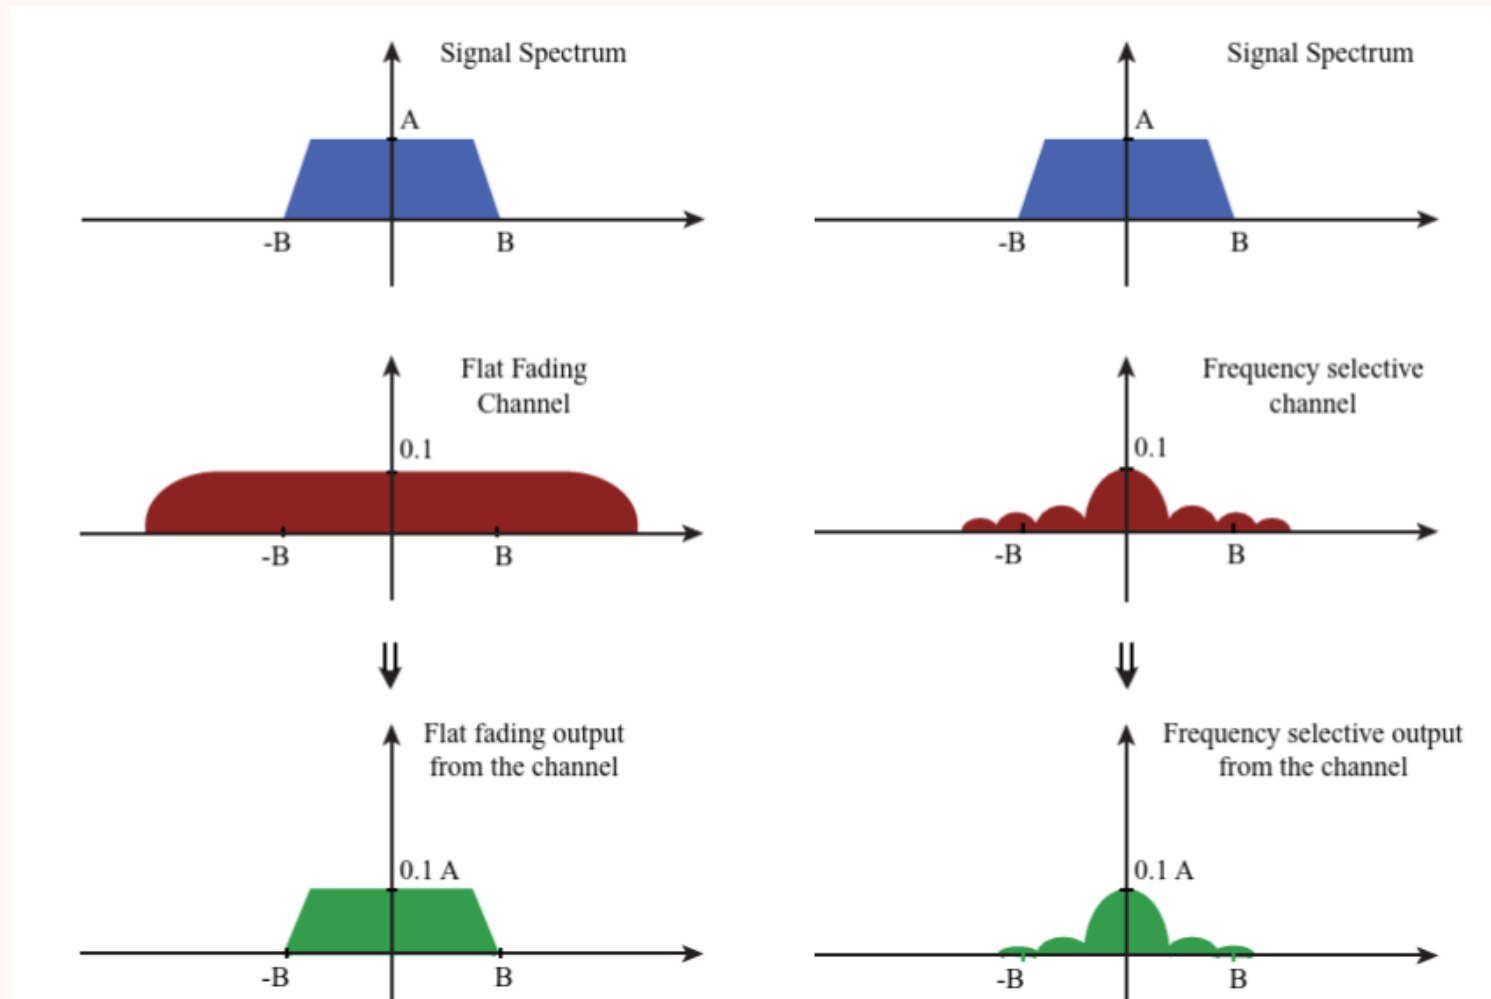 Signal Spectrum
A
-B
B
Signal Spectrum
A
-B
B
Flat Fading
Channel
0.1
-B
B
Frequency selective
channel
0.1
-B
B
Flat fading output
from the channel
0.1 A
-B
B
Frequency selective output
from the channel
0.1 A
-B
B